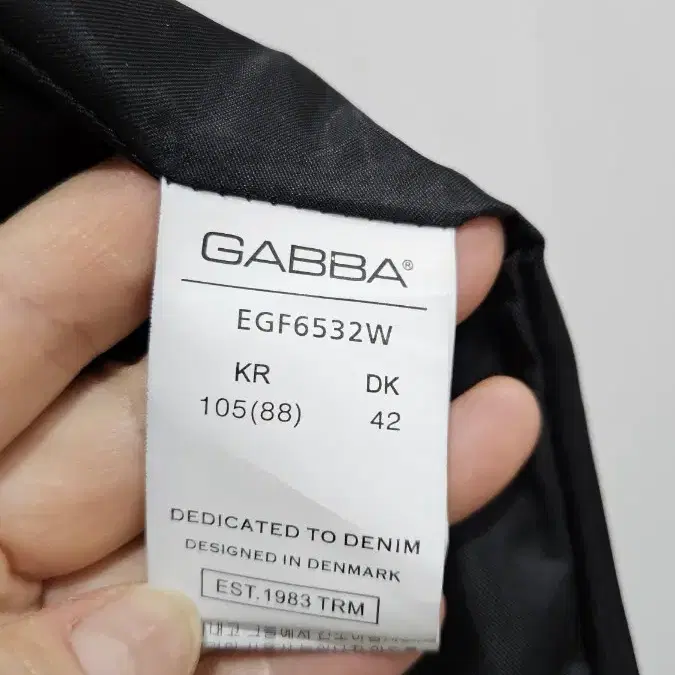 GABBA®
EGF6532W
KR DK
105(88) 42
DEDICATED TO DENIM
DESIGNED IN DENMARK
EST.1983 TRM